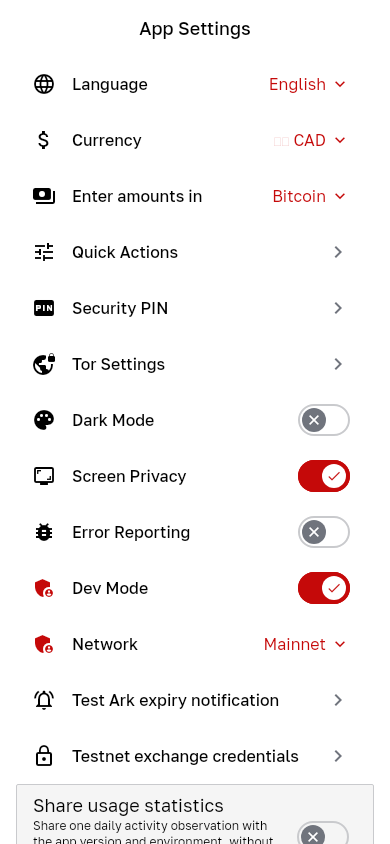 App Settings
Language English
Currency CAD
Enter amounts in Bitcoin
Quick Actions
PIN Security PIN
Tor Settings
Dark Mode
Screen Privacy
Error Reporting
Dev Mode
Network Mainnet
Test Ark expiry notification
Testnet exchange credentials
Share usage statistics
Share one daily activity observation with
the app version and environment, without